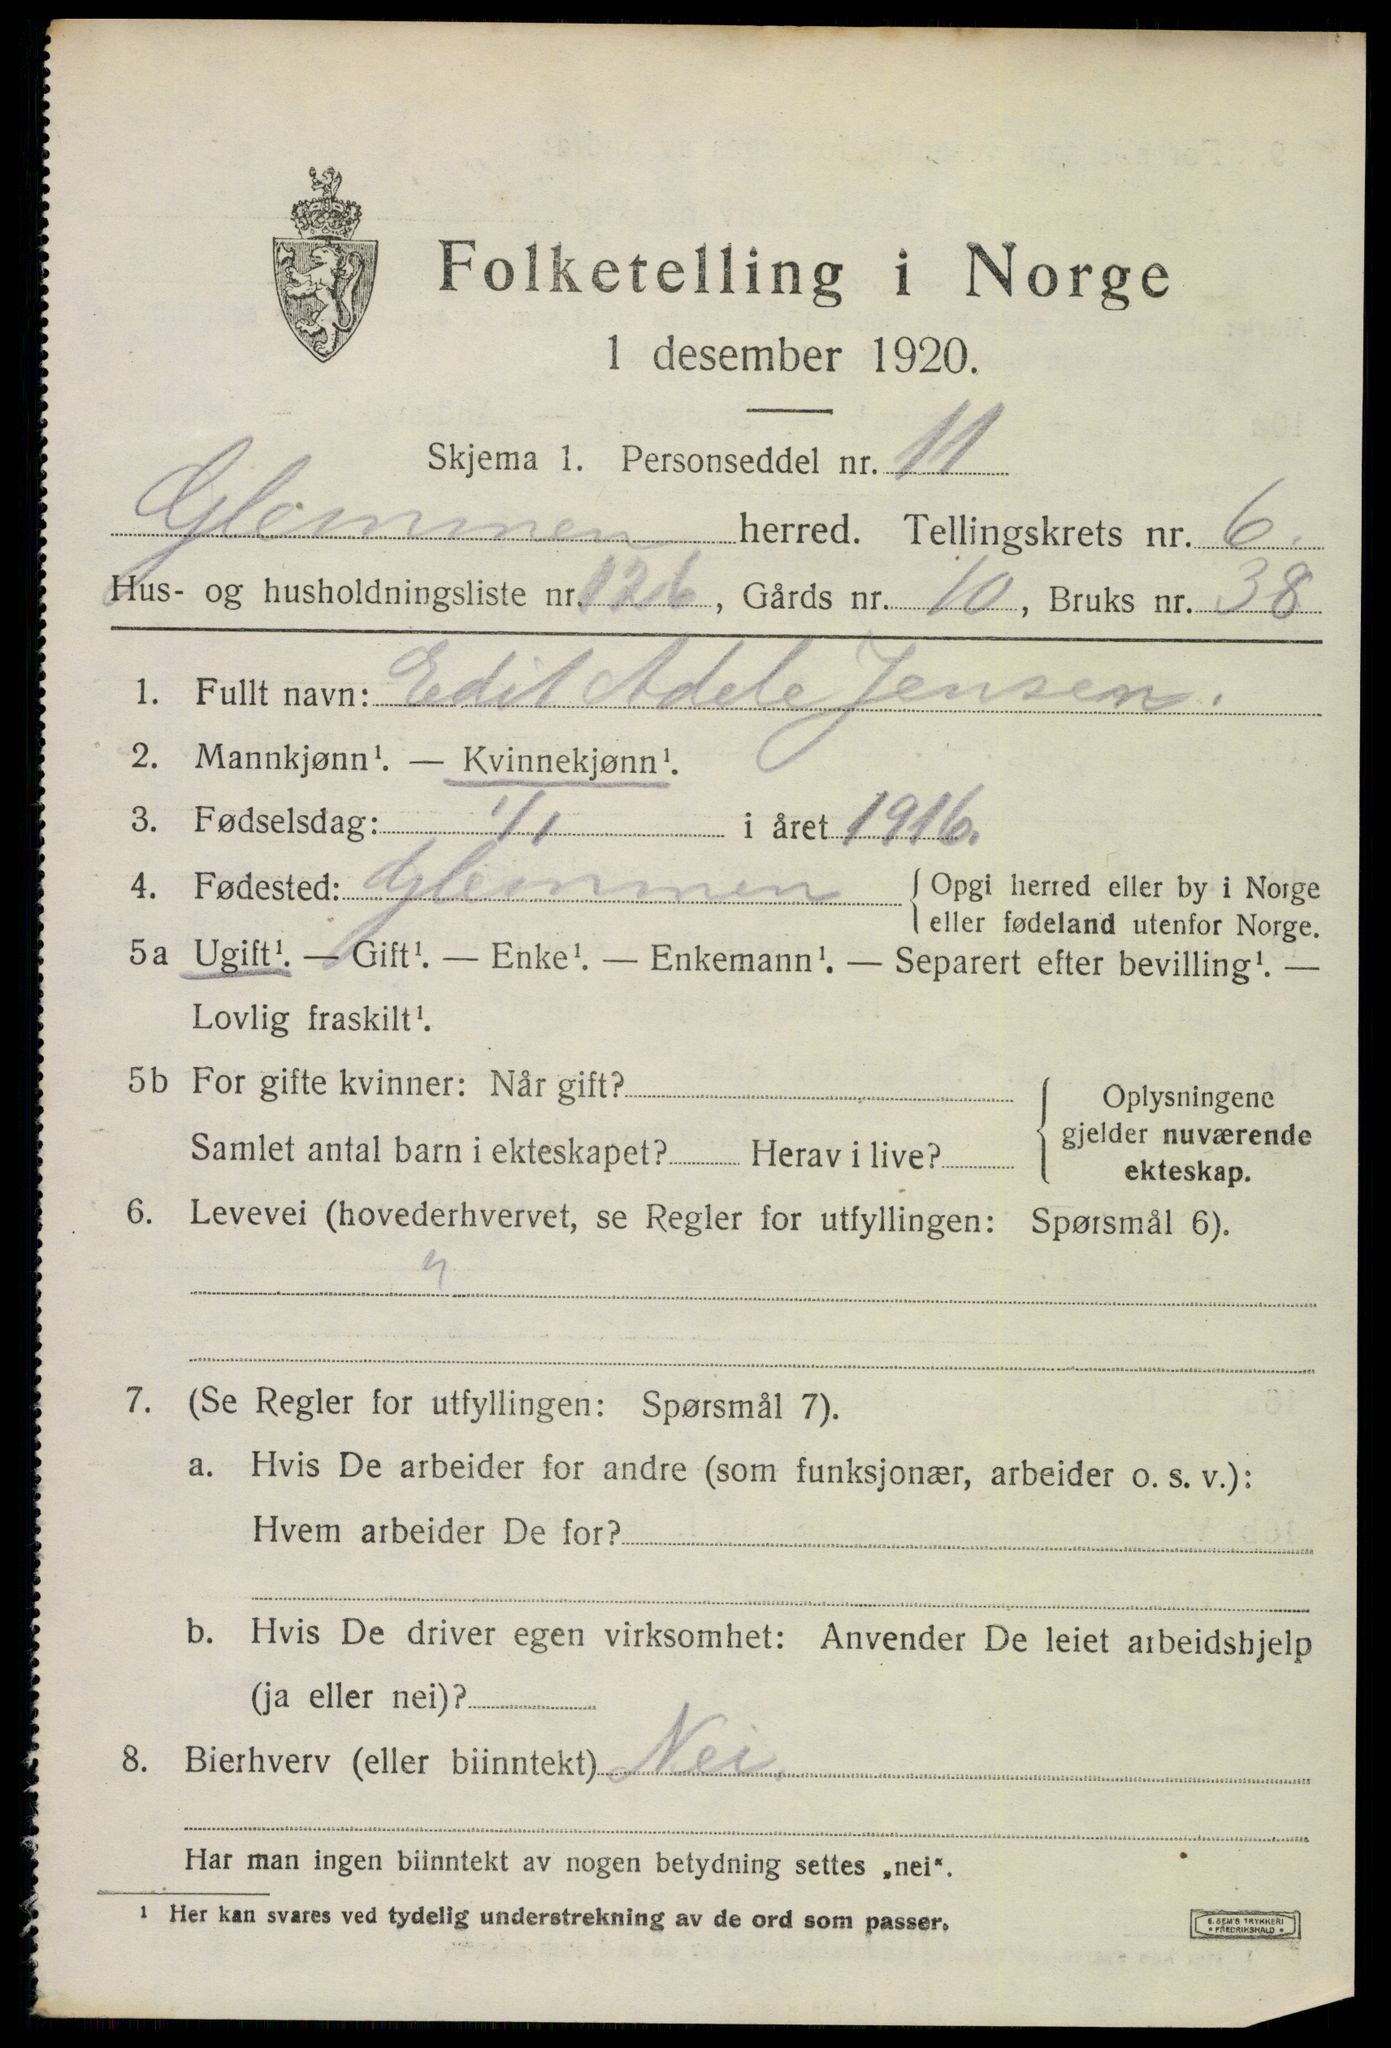 Folketelling i Norge
1 desember 1920.
Skjema 1. Personseddel nr. 11
Glemmen herred. Tellingskrets nr. 6.
Hus- og husholdningsliste nr. 126, Gårds nr. 10, Bruks nr. 38
1. Fullt navn: Edit Adele Jensen.
2. Mannkjønn¹. — Kvinnekjønn¹.
3. Fødselsdag: 1/1 i året 1916.
4. Fødested: Glemmen { Opgi herred eller by i Norge
eller fødeland utenfor Norge.
5a Ugift¹. — Gift¹. — Enke¹. — Enkemann¹. — Separert efter bevilling¹. —
Lovlig fraskilt¹.
5b For gifte kvinner: Når gift?
Samlet antal barn i ekteskapet? Herav i live?
{ Oplysningene
gjelder nuværende
ekteskap.
6. Levevei (hovederhvervet, se Regler for utfyllingen: Spørsmål 6).
7. (Se Regler for utfyllingen: Spørsmål 7).
a. Hvis De arbeider for andre (som funksjonær, arbeider o. s. v.):
Hvem arbeider De for?
b. Hvis De driver egen virksomhet: Anvender De leiet arbeidshjelp
(ja eller nei)?
8. Bierhverv (eller biinntekt) Nei.
Har man ingen biinntekt av nogen betydning settes „nei“.
¹ Her kan svares ved tydelig understrekning av de ord som passer.
E. SEM'S TRYKKERI
* FREDRIKSHALD *